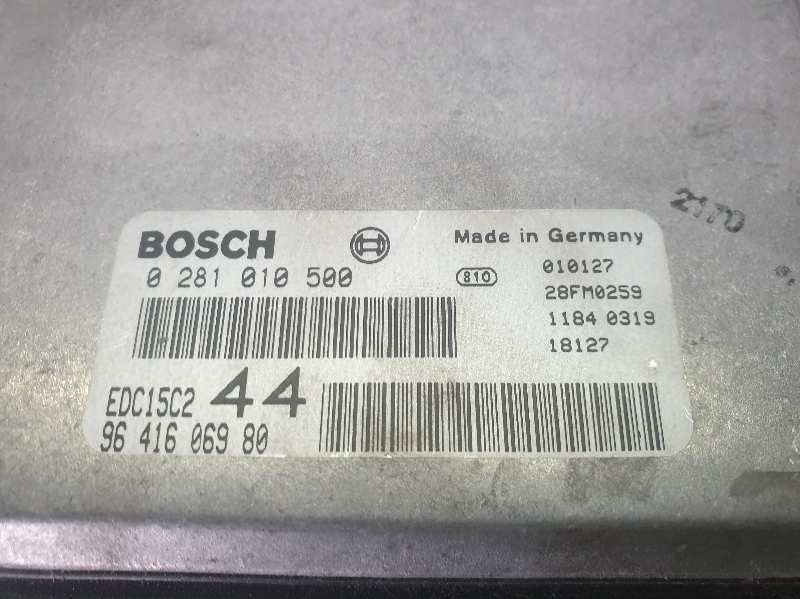 BOSCH
Made in Germany
0 281 010 500
810
010127
28FM0259
1184 0319
18127
EDC15C2 44
96 416 069 80
2170